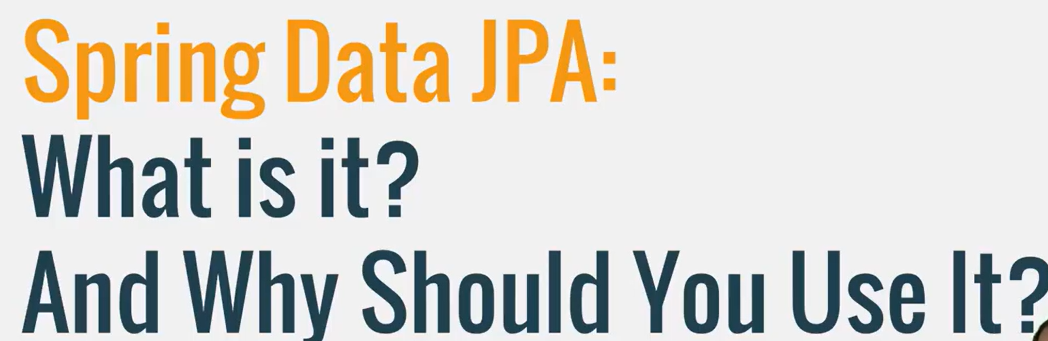 Spring Data JPA:
What is it?
And Why Should You Use It?